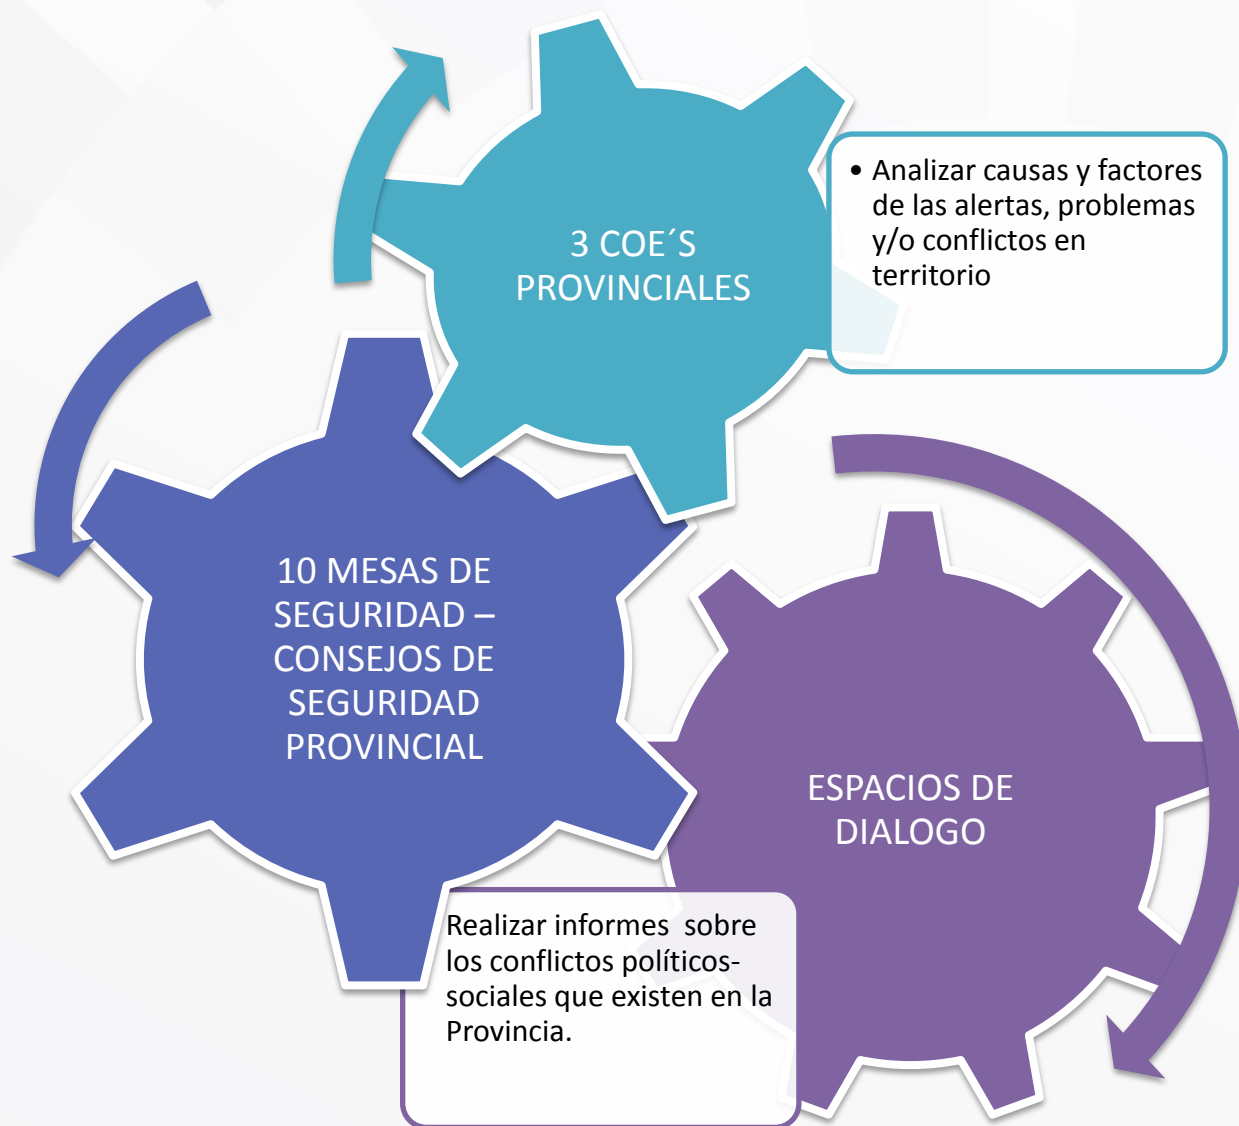 3 COE´S
PROVINCIALES
• Analizar causas y factores
de las alertas, problemas
y/o conflictos en
territorio
10 MESAS DE
SEGURIDAD –
CONSEJOS DE
SEGURIDAD
PROVINCIAL
ESPACIOS DE
DIALOGO
Realizar informes  sobre
los conflictos políticos-
sociales que existen en la
Provincia.